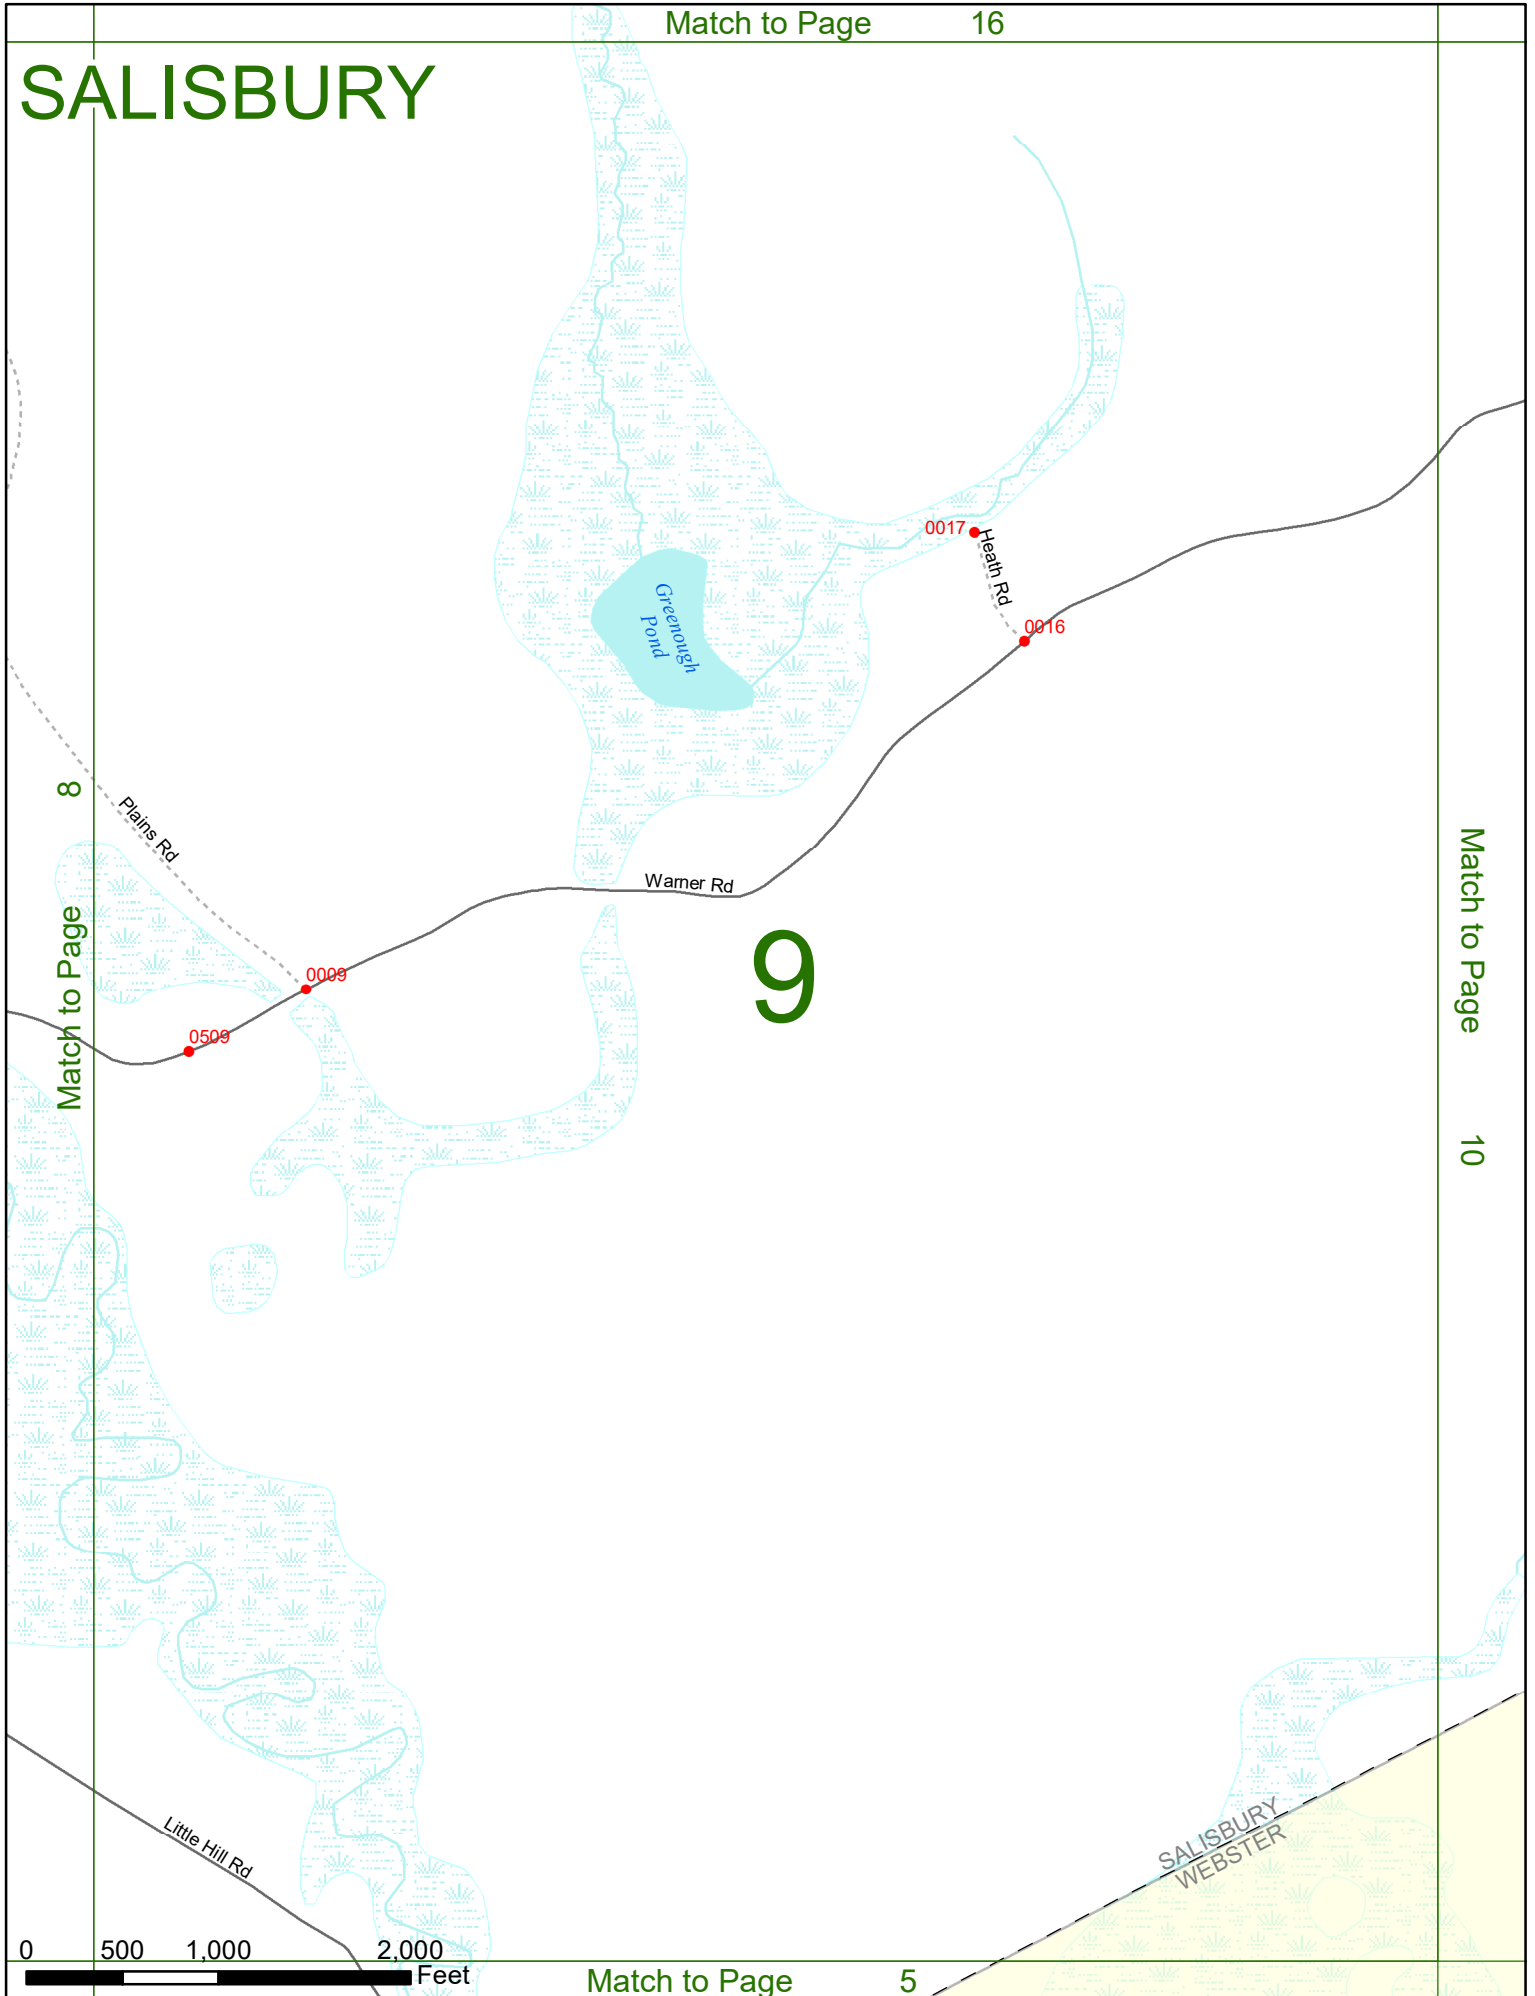 Match to Page 16
SALISBURY
0017
Heath Rd
0016
Greenough
Pond
Match to Page 8
Plains Rd
Warner Rd
Match to Page 10
9
0009
0509
SALISBURY
WEBSTER
Little Hill Rd
0 500 1,000 2,000
Feet
Match to Page 5